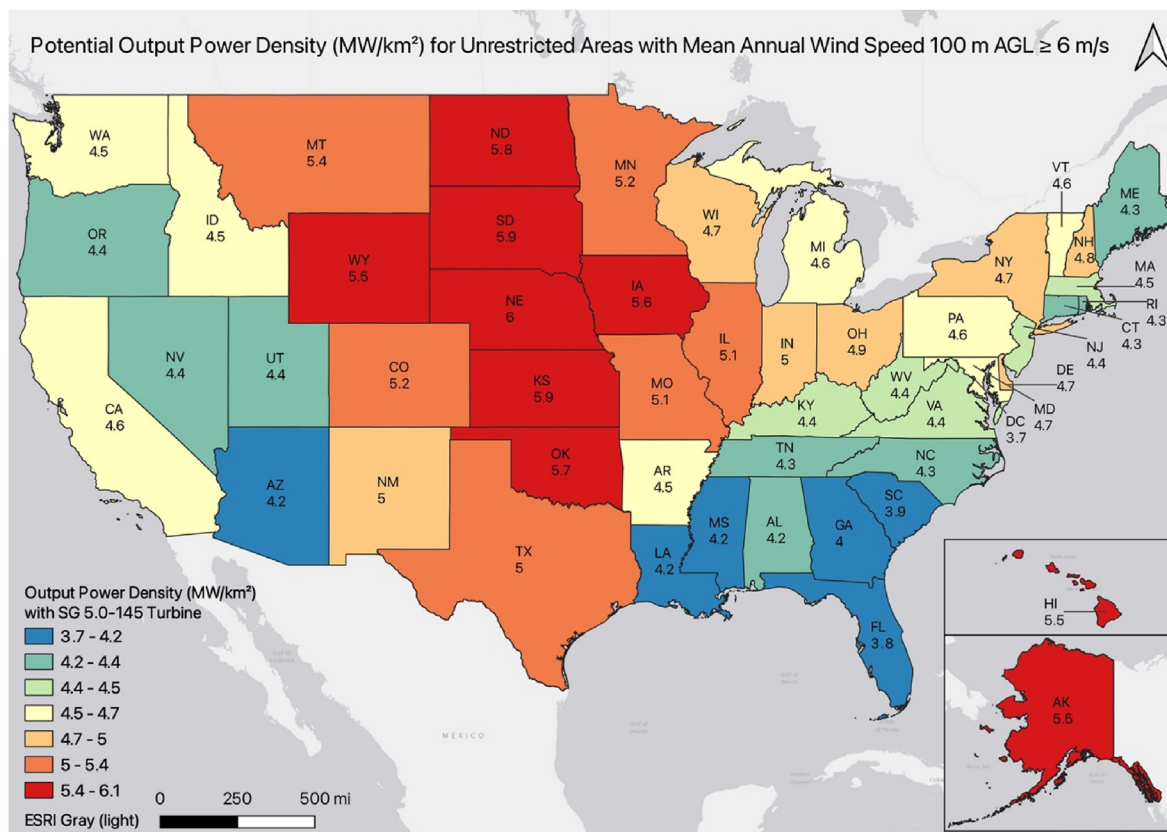 Potential Output Power Density (MW/km²) for Unrestricted Areas with Mean Annual Wind Speed 100 m AGL ≥ 6 m/s
WA
4.5
MT
5.4
ND
5.8
MN
5.2
VT
4.6
ME
4.3
OR
4.4
ID
4.5
SD
5.9
WI
4.7
MI
4.6
NH
4.8
NY
4.7
MA
4.5
WY
5.5
IA
5.6
RI
4.3
NE
6
PA
4.6
CT
4.3
NJ
4.4
NV
4.4
UT
4.4
CO
5.2
IL
5.1
IN
5
OH
4.9
DE
4.7
KS
5.9
MO
5.1
WV
4.4
MD
4.7
CA
4.6
KY
4.4
VA
4.4
DC
3.7
AZ
4.2
NM
5
OK
5.7
AR
4.5
TN
4.3
NC
4.3
SC
3.9
MS
4.2
AL
4.2
GA
4
TX
5
LA
4.2
FL
3.8
HI
5.5
AK
5.5
MÉXICO
Gulf of
Mexico
Output Power Density (MW/km²)
with SG 5.0-145 Turbine
3.7 - 4.2
4.2 - 4.4
4.4 - 4.5
4.5 - 4.7
4.7 - 5
5 - 5.4
5.4 - 6.1
0 250 500 mi
ESRI Gray (light)